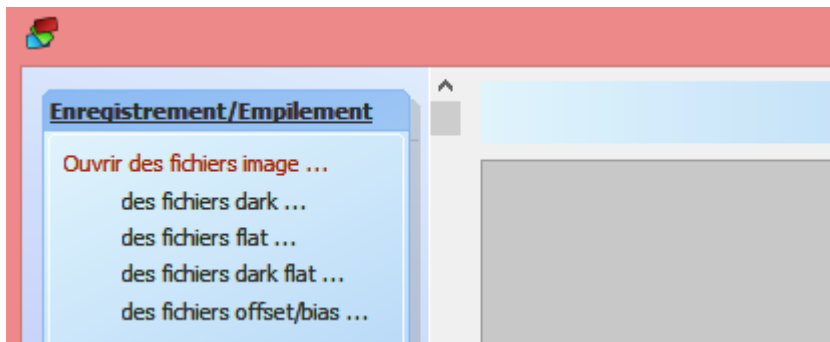 Enregistrement/Empilement
Ouvrir des fichiers image ...
des fichiers dark ...
des fichiers flat ...
des fichiers dark flat ...
des fichiers offset/bias ...